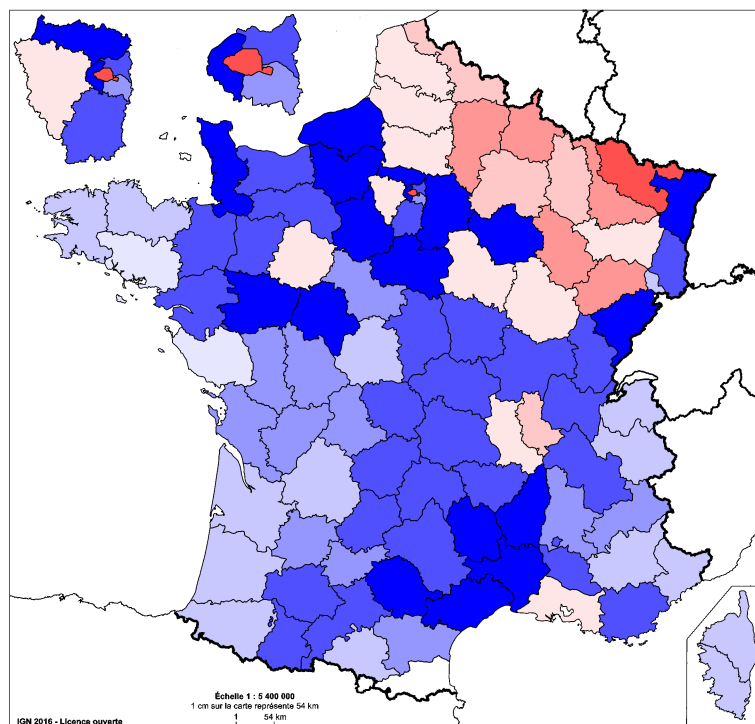 Échelle 1 : 5 400 000
1 cm sur la carte représente 54 km
1 54 km
IGN 2016 - Licence ouverte